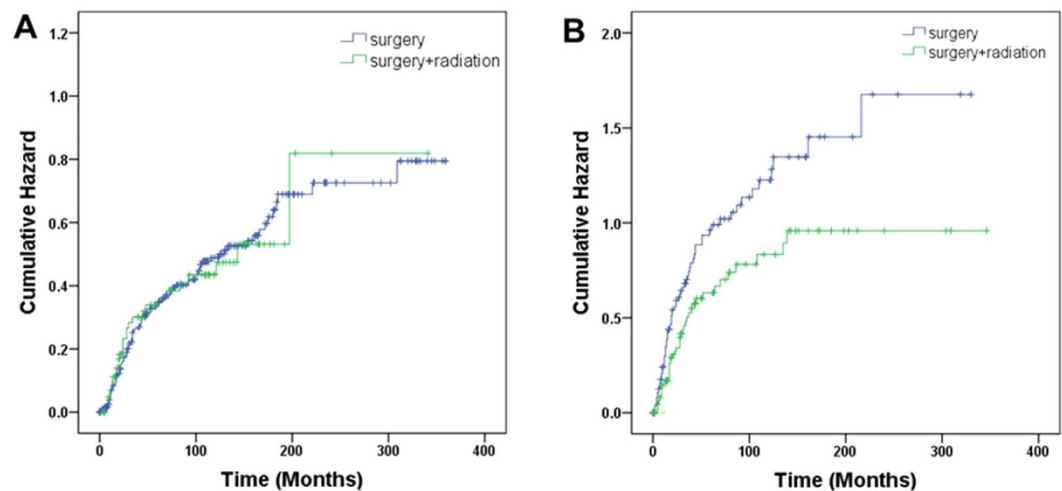 A
surgery
surgery+radiation
1.2
1.0
0.8
0.6
0.4
0.2
0.0
Cumulative Hazard
0
100
200
300
400
Time (Months)
B
surgery
surgery+radiation
2.0
1.5
1.0
0.5
0.0
Cumulative Hazard
0
100
200
300
400
Time (Months)